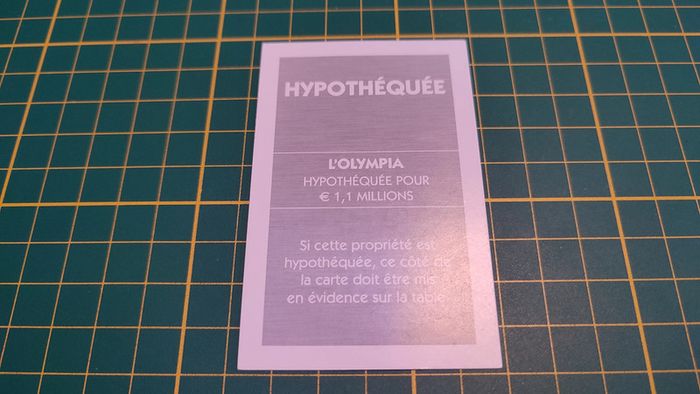 HYPOTHÉQUÉE
L'OLYMPIA
HYPOTHÉQUÉE POUR
€ 1,1 MILLIONS
Si cette propriété est
hypothéquée, ce côté de
la carte doit être mis
en évidence sur la table.